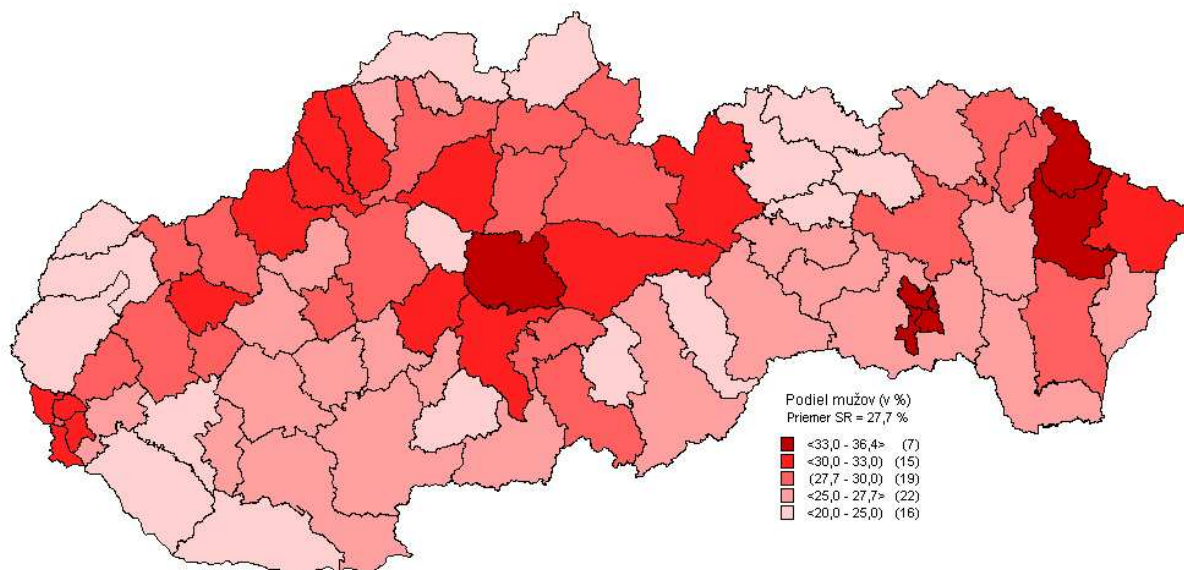 Podiel mužov (v %)
Priemer SR = 27,7 %
<33,0 - 36,4> (7)
<30,0 - 33,0) (15)
(27,7 - 30,0) (19)
<25,0 - 27,7> (22)
<20,0 - 25,0) (16)